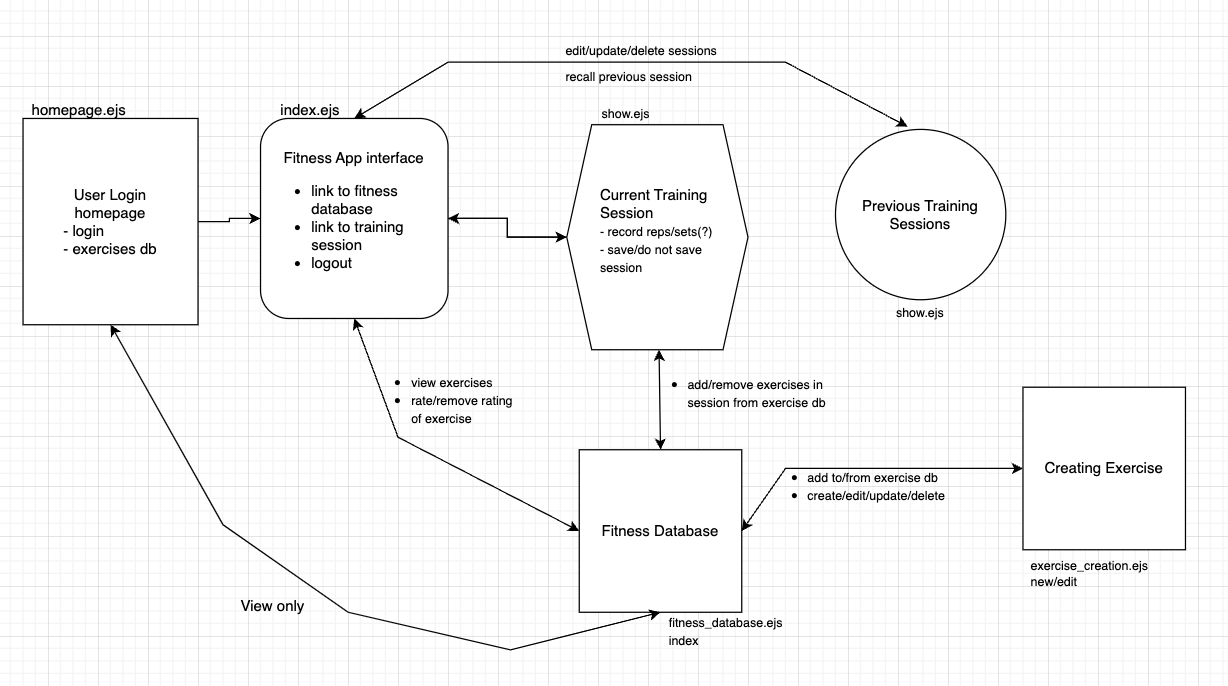 edit/update/delete sessions
recall previous session
homepage.ejs
index.ejs
show.ejs
User Login
homepage
- login
- exercises db
Fitness App interface
• link to fitness
database
• link to training
session
• logout
Current Training
Session
- record reps/sets(?)
- save/do not save
session
Previous Training
Sessions
show.ejs
• view exercises
• rate/remove rating
of exercise
• add/remove exercises in
session from exercise db
Fitness Database
• add to/from exercise db
• create/edit/update/delete
Creating Exercise
exercise_creation.ejs
new/edit
View only
fitness_database.ejs
index